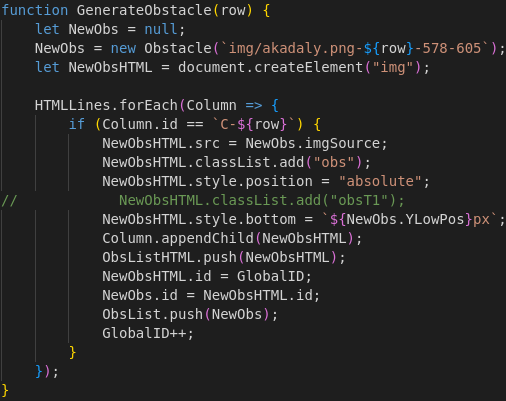 function GenerateObstacle(row) {
    let NewObs = null;
    NewObs = new Obstacle(`img/akadaly.png-${row}-578-605`);
    let NewObsHTML = document.createElement("img");

    HTMLLines.forEach(Column => {
        if (Column.id == `C-${row}`) {
            NewObsHTML.src = NewObs.imgSource;
            NewObsHTML.classList.add("obs");
            NewObsHTML.style.position = "absolute";
//            NewObsHTML.classList.add("obsT1");
            NewObsHTML.style.bottom = `${NewObs.YLowPos}px`;
            Column.appendChild(NewObsHTML);
            ObsListHTML.push(NewObsHTML);
            NewObsHTML.id = GlobalID;
            NewObs.id = NewObsHTML.id;
            ObsList.push(NewObs);
            GlobalID++;
        }
    });
}